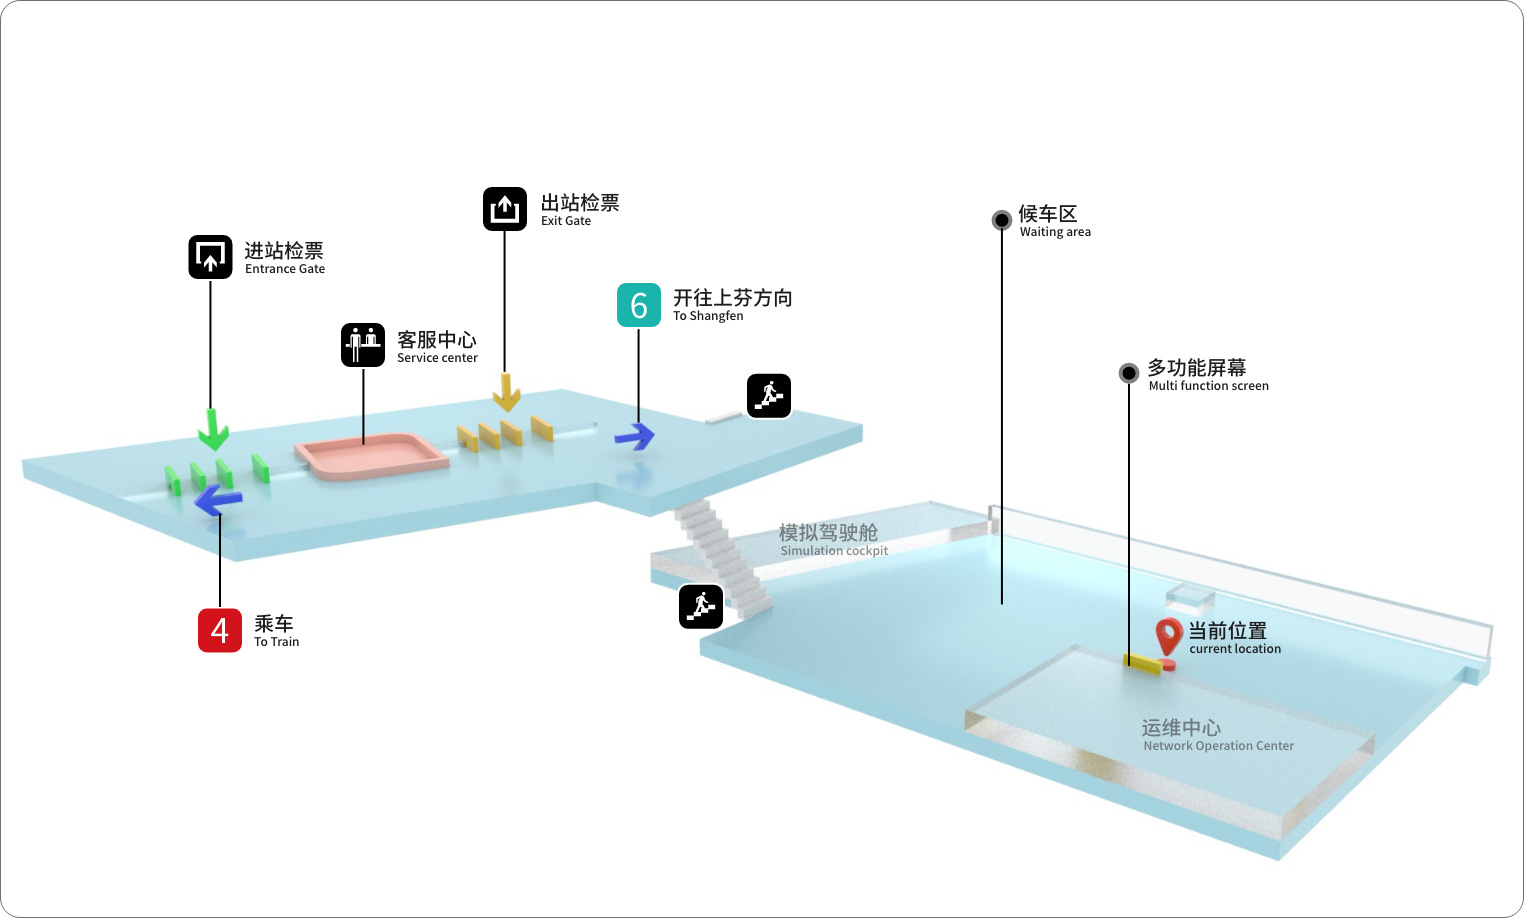 出站检票
Exit Gate
候车区
Waiting area
进站检票
Entrance Gate
6
开往上芬方向
To Shangfen
客服中心
Service center
多功能屏幕
Multi function screen
模拟驾驶舱
Simulation cockpit
4
乘车
To Train
当前位置
current location
运维中心
Network Operation Center